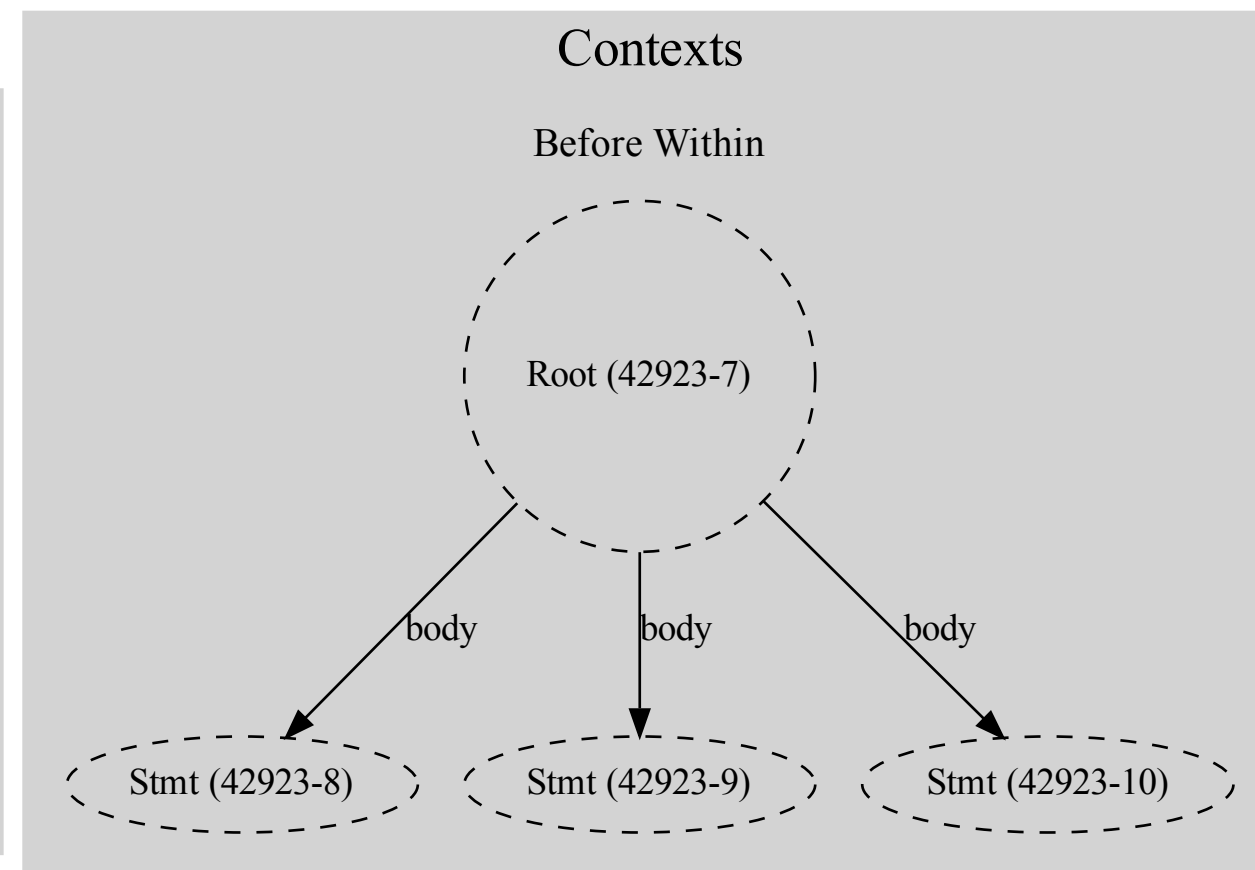 Contexts
Before Within
Root (42923-7)
body
body
body
Stmt (42923-8)
Stmt (42923-9)
Stmt (42923-10)